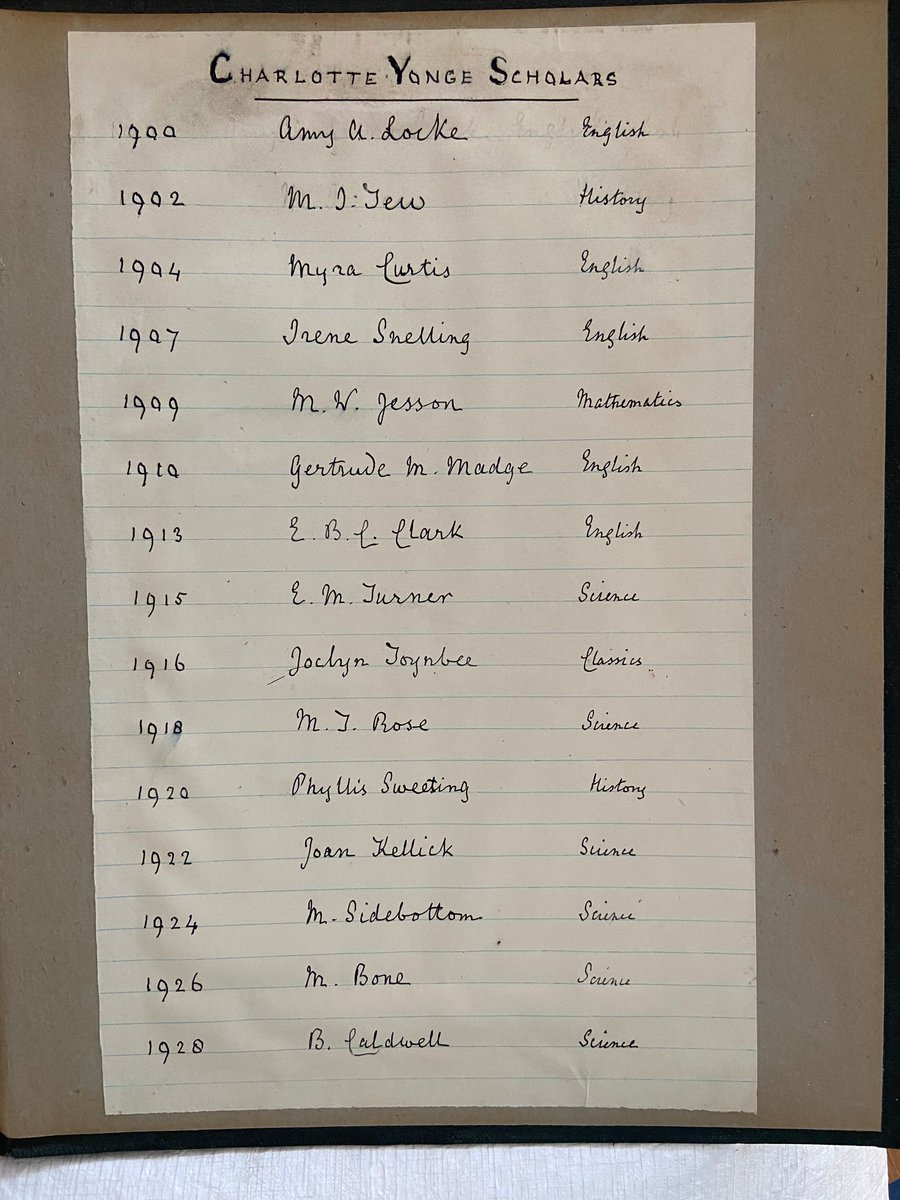 CHARLOTTE YONGE SCHOLARS
1900 Amy A. Locke English
1902 M. I. Tew History
1904 Myra Curtis English
1907 Irene Snelling English
1909 M. W. Jesson Mathematics
1910 Gertrude M. Madge English
1913 E. B. C. Clark English
1915 E. M. Turner Science
1916 Joclyn Toynbee Classics
1918 M. T. Rose Science
1920 Phyllis Sweeting History
1922 Joan Kellick Science
1924 M. Sidebottom Science
1926 M. Bone Science
1928 B. Caldwell Science